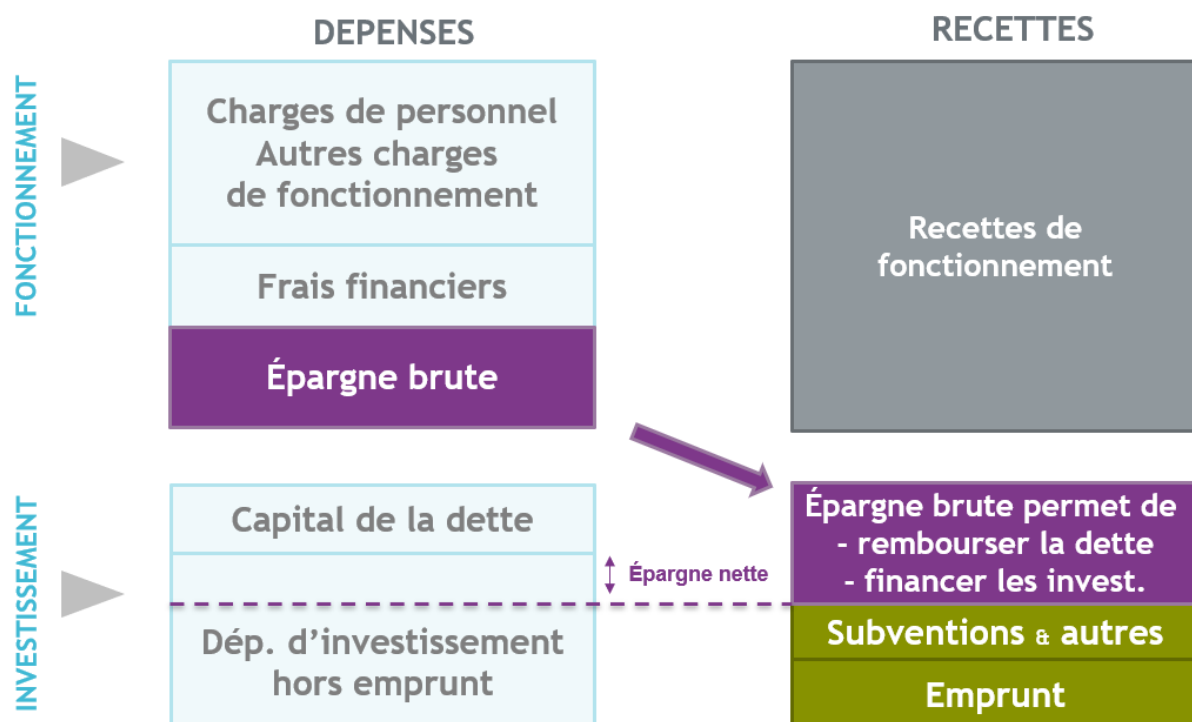 DEPENSES
RECETTES
FONCTIONNEMENT
Charges de personnel
Autres charges
de fonctionnement
Frais financiers
Épargne brute
Recettes de
fonctionnement
INVESTISSEMENT
Capital de la dette
Épargne nette
Dép. d’investissement
hors emprunt
Épargne brute permet de
- rembourser la dette
- financer les invest.
Subventions & autres
Emprunt